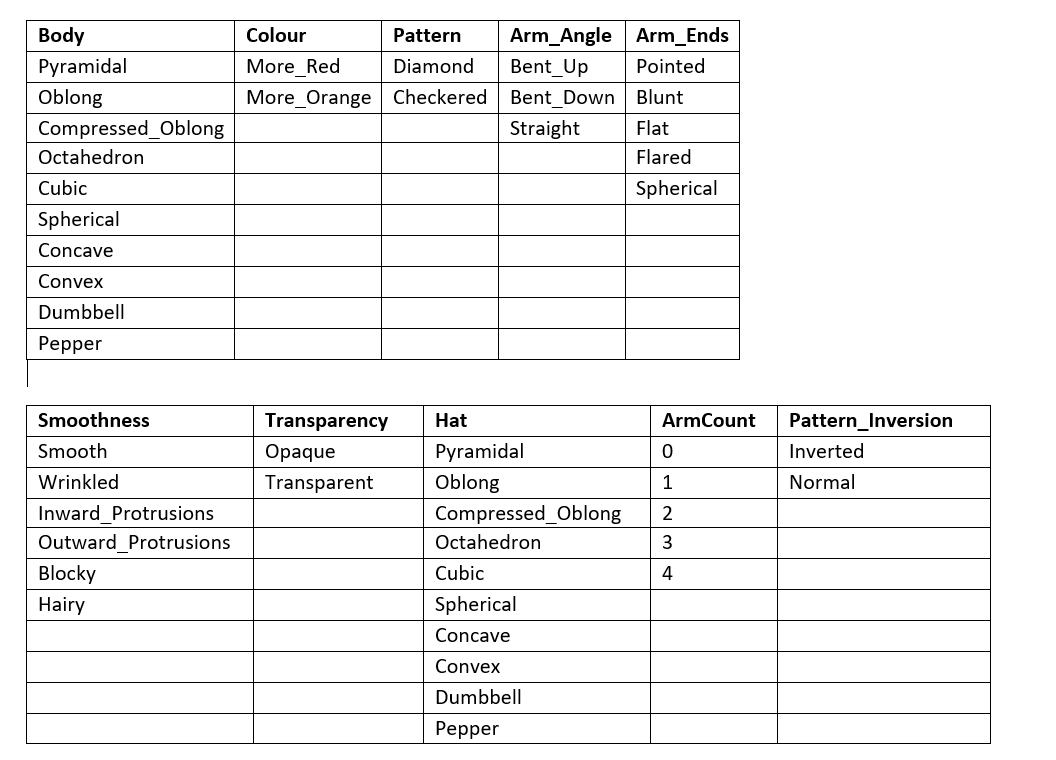 Body Colour Pattern Arm_Angle Arm_Ends
Pyramidal More_Red Diamond Bent_Up Pointed
Oblong More_Orange Checkered Bent_Down Blunt
Compressed_Oblong Straight Flat
Octahedron Flared
Cubic Spherical
Spherical
Concave
Convex
Dumbbell
Pepper
Smoothness Transparency Hat ArmCount Pattern_Inversion
Smooth Opaque Pyramidal 0 Inverted
Wrinkled Transparent Oblong 1 Normal
Inward_Protrusions Compressed_Oblong 2
Outward_Protrusions Octahedron 3
Blocky Cubic 4
Hairy Spherical
Concave
Convex
Dumbbell
Pepper